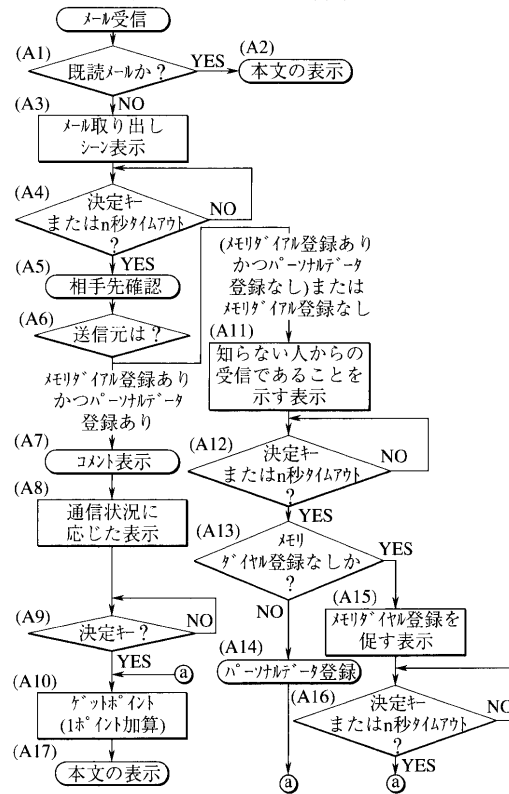 ﾒｰﾙ受信
(A1)
既読ﾒｰﾙか？
YES
(A2)
本文の表示
NO
(A3)
ﾒｰﾙ取り出し
ｼｰﾝ表示
(A4)
決定キー
またはn秒ﾀｲﾑｱｳﾄ
？
NO
YES
(A5)
相手先確認
(A6)
送信元は？
ﾒﾓﾘﾀﾞｲｱﾙ登録あり
かつﾊﾟｰｿﾅﾙﾃﾞｰﾀ
登録あり
(A7)
ｺﾒﾝﾄ表示
(A8)
通信状況に
応じた表示
(A9)
決定キー？
NO
YES
ⓐ
(A10)
ｹﾞｯﾄﾎﾟｲﾝﾄ
(1ﾎﾟｲﾝﾄ加算)
(A17)
本文の表示
(ﾒﾓﾘﾀﾞｲｱﾙ登録あり
かつﾊﾟｰｿﾅﾙﾃﾞｰﾀ
登録なし)または
ﾒﾓﾘﾀﾞｲｱﾙ登録なし
(A11)
知らない人からの
受信であることを
示す表示
(A12)
決定キー
またはn秒ﾀｲﾑｱｳﾄ
？
NO
YES
(A13)
ﾒﾓﾘ
ﾀﾞｲﾔﾙ登録なしか
？
YES
NO
(A14)
ﾊﾟｰｿﾅﾙﾃﾞｰﾀ登録
ⓐ
(A15)
ﾒﾓﾘﾀﾞｲﾔﾙ登録を
促す表示
(A16)
決定キー
またはn秒ﾀｲﾑｱｳﾄ
？
NO
YES
ⓐ